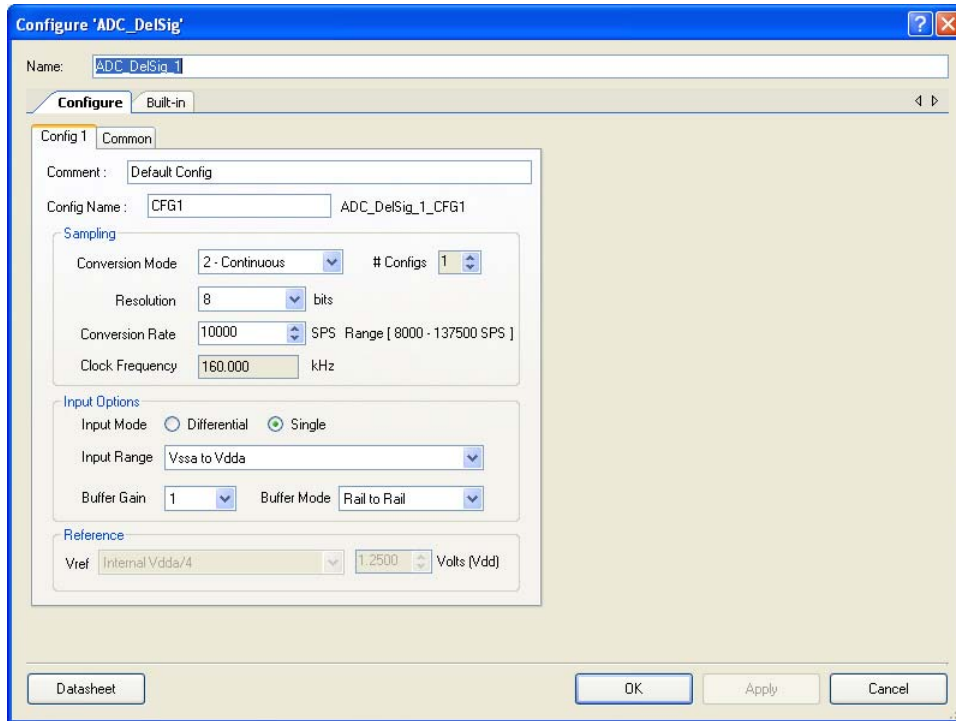 Configure 'ADC_DelSig'
Name: ADC_DelSig_1
Configure Built-in
Config 1 Common
Comment : Default Config
Config Name : CFG1 ADC_DelSig_1_CFG1
Sampling
Conversion Mode 2 - Continuous # Configs 1
Resolution 8 bits
Conversion Rate 10000 SPS Range [ 8000 - 137500 SPS ]
Clock Frequency 160.000 kHz
Input Options
Input Mode Differential Single
Input Range Vssa to Vdda
Buffer Gain 1 Buffer Mode Rail to Rail
Reference
Vref Internal Vdda/4 1.2500 Volts (Vdd)
Datasheet OK Apply Cancel